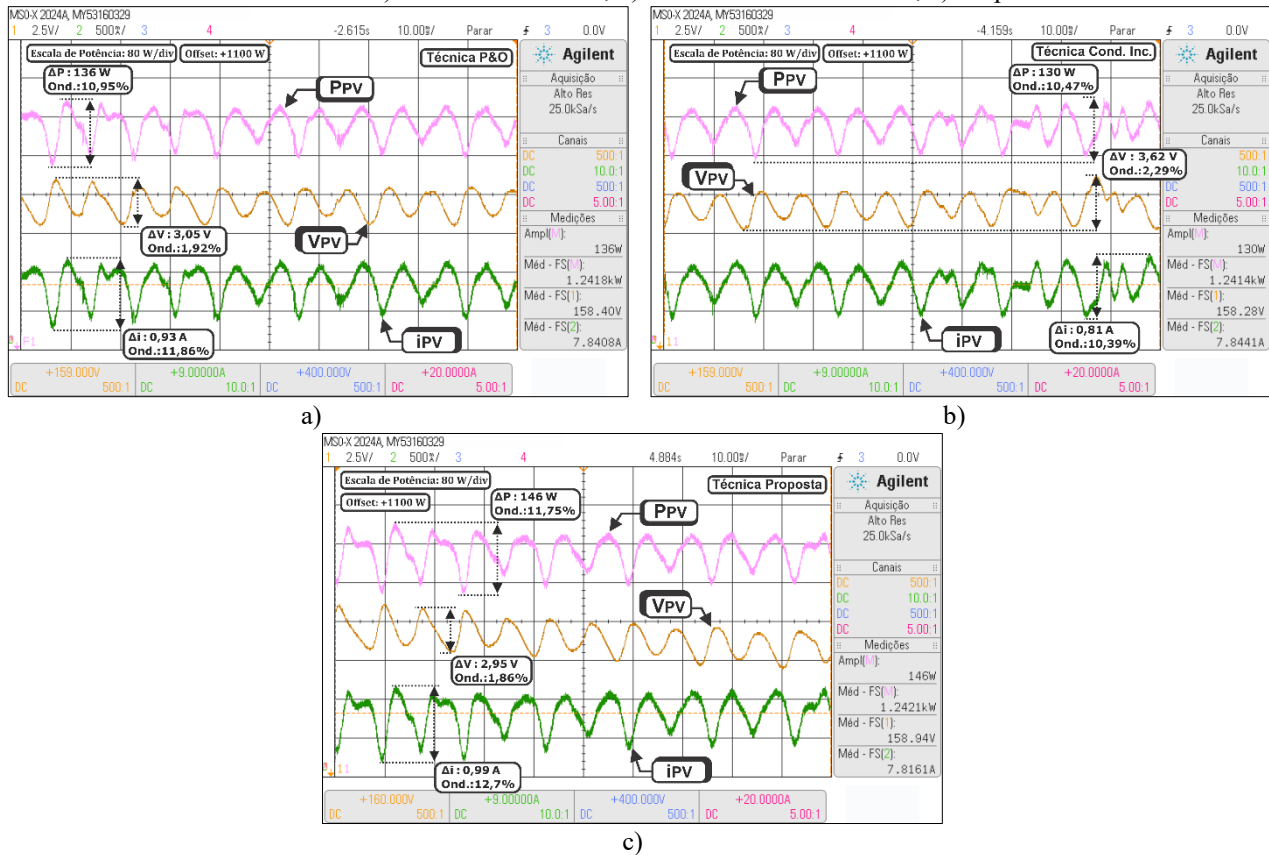 MSO-X 2024A, MY53160329
1 2.5V/ 2 500%/ 3 4 -2.615s 10.00%/ Parar 3 0.0V
Escala de Potência: 80 W/div
Offset: +1100 W
Técnica P&O
ΔP : 136 W
Ond.:10,95%
PPV
ΔV : 3,05 V
Ond.:1,92%
VPV
Δi : 0,93 A
Ond.:11,86%
iPV
Agilent
Aquisição
Alto Res
25.0kSa/s
Canais
DC 500:1
DC 10.0:1
DC 500:1
DC 5.00:1
Medições
Ampl(M):
136W
Méd - FS(M):
1.2418kW
Méd - FS(1):
158.40V
Méd - FS(2):
7.8408A
+159.000V +9.00000A +400.000V +20.0000A
DC 500:1 DC 10.0:1 DC 500:1 DC 5.00:1
a)
MSO-X 2024A, MY53160329
1 2.5V/ 2 500%/ 3 4 -4.159s 10.00%/ Parar 3 0.0V
Escala de Potência: 80 W/div
Offset: +1100 W
Técnica Cond. Inc.
ΔP : 130 W
Ond.:10,47%
PPV
ΔV : 3,62 V
Ond.:2,29%
VPV
Δi : 0,81 A
Ond.:10,39%
iPV
Agilent
Aquisição
Alto Res
25.0kSa/s
Canais
DC 500:1
DC 10.0:1
DC 500:1
DC 5.00:1
Medições
Ampl(M):
130W
Méd - FS(M):
1.2414kW
Méd - FS(1):
158.28V
Méd - FS(2):
7.8441A
+159.000V +9.00000A +400.000V +20.0000A
DC 500:1 DC 10.0:1 DC 500:1 DC 5.00:1
b)
MSO-X 2024A, MY53160329
1 2.5V/ 2 500%/ 3 4 4.884s 10.00%/ Parar 3 0.0V
Escala de Potência: 80 W/div
Offset: +1100 W
Técnica Proposta
ΔP : 146 W
Ond.:11,75%
PPV
ΔV : 2,95 V
Ond.:1,86%
VPV
Δi : 0,99 A
Ond.:12,7%
iPV
Agilent
Aquisição
Alto Res
25.0kSa/s
Canais
DC 500:1
DC 10.0:1
DC 500:1
DC 5.00:1
Medições
Ampl(M):
146W
Méd - FS(M):
1.2421kW
Méd - FS(1):
158.94V
Méd - FS(2):
7.8161A
+160.000V +9.00000A +400.000V +20.0000A
DC 500:1 DC 10.0:1 DC 500:1 DC 5.00:1
c)